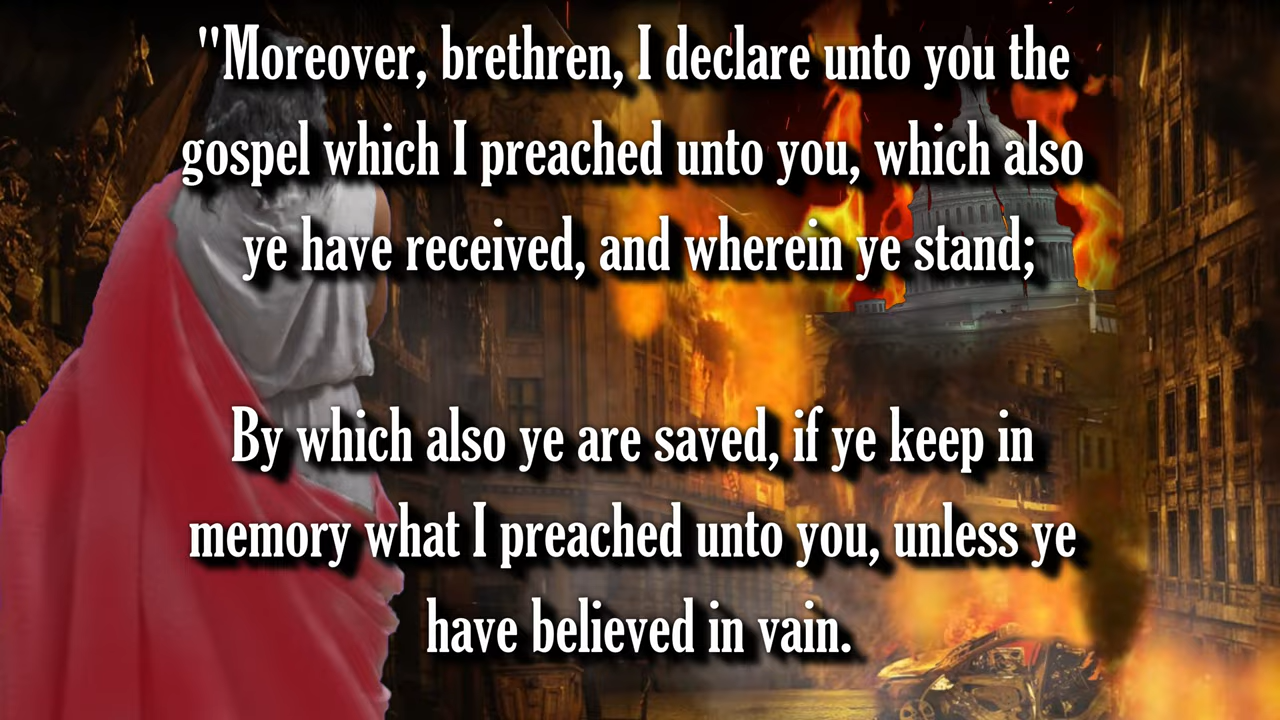 "Moreover, brethren, I declare unto you the
gospel which I preached unto you, which also
ye have received, and wherein ye stand;
By which also ye are saved, if ye keep in
memory what I preached unto you, unless ye
have believed in vain.